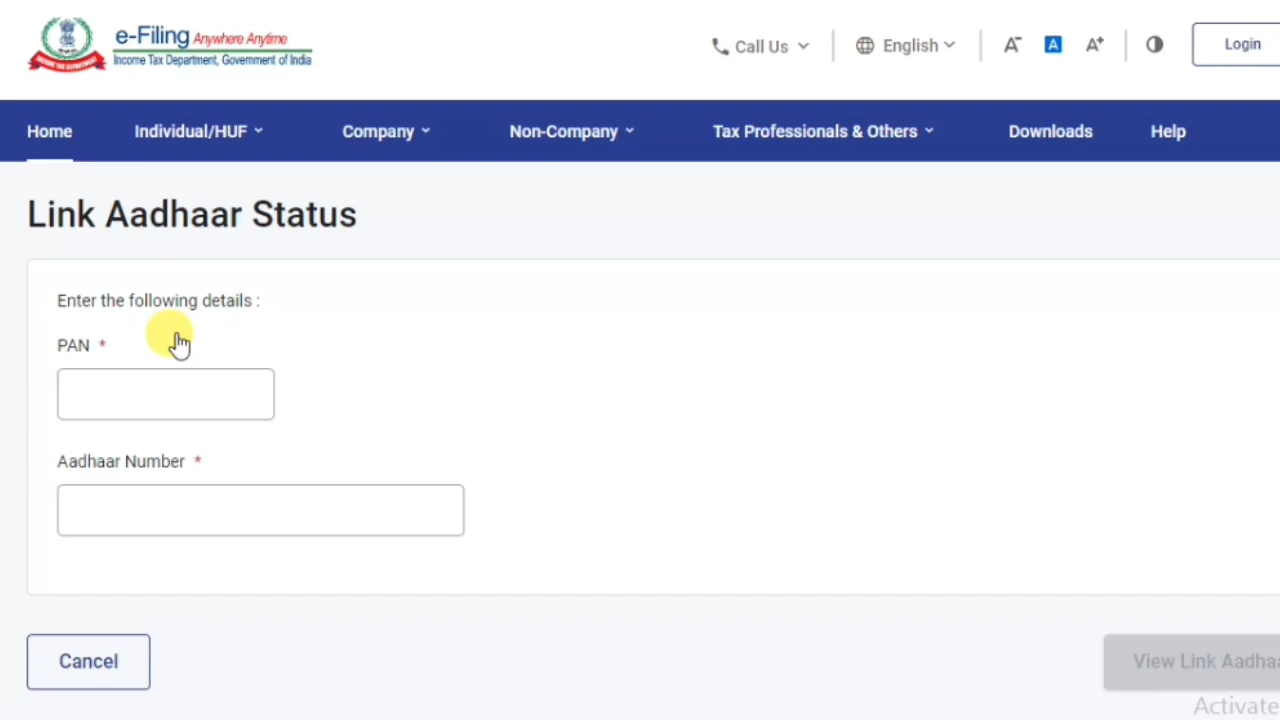 e-Filing Anywhere Anytime
Income Tax Department, Government of India
Call Us
English
A-
A
A+
Login
Home
Individual/HUF
Company
Non-Company
Tax Professionals & Others
Downloads
Help
Link Aadhaar Status
Enter the following details :
PAN *
Aadhaar Number *
Cancel
View Link Aadhaa
Activate